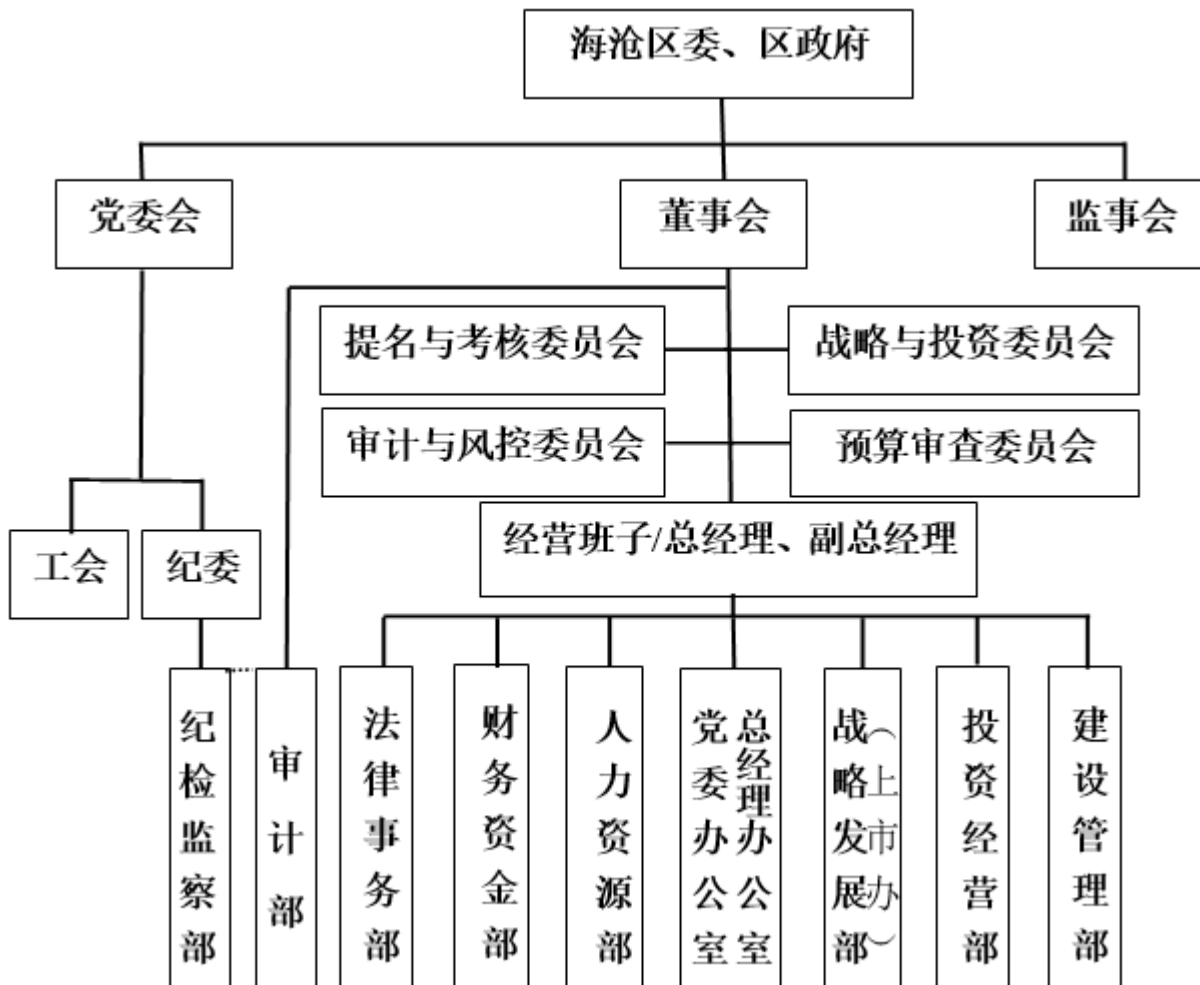 海沧区委、区政府
党委会
董事会
监事会
提名与考核委员会
战略与投资委员会
审计与风控委员会
预算审查委员会
经营班子/总经理、副总经理
工会
纪委
纪检监察部
审计部
法律事务部
财务资金部
人力资源部
党委办公室
总经理办公室
战略发展部
（上市办）
投资经营部
建设管理部